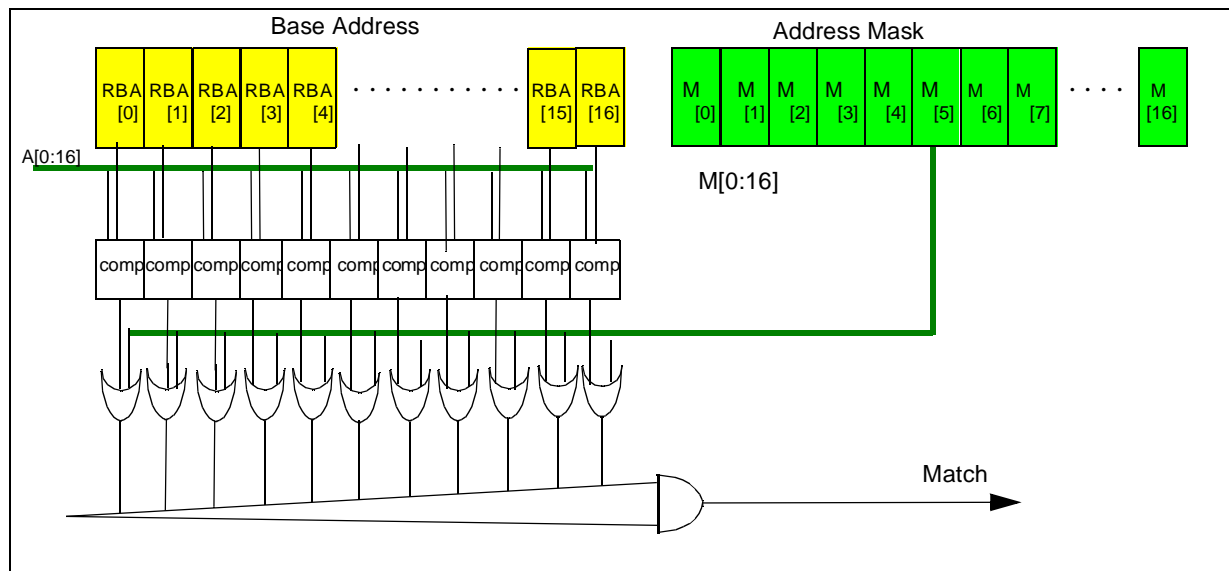 Base Address
Address Mask
RBA [0] RBA [1] RBA [2] RBA [3] RBA [4] . . . . . . . . . . . RBA [15] RBA [16]
M [0] M [1] M [2] M [3] M [4] M [5] M [6] M [7] . . . . M [16]
A[0:16]
M[0:16]
comp comp comp comp comp comp comp comp comp comp comp
Match